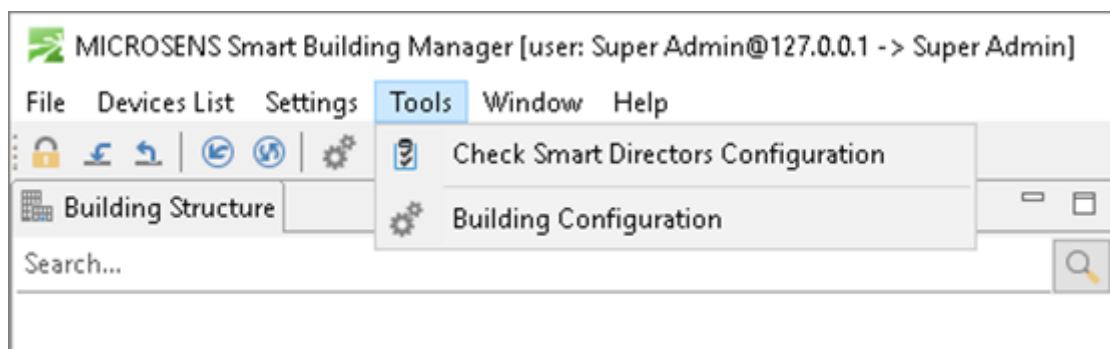 MICROSENS Smart Building Manager [user: Super Admin@127.0.0.1 -> Super Admin]
File Devices List Settings Tools Window Help
Check Smart Directors Configuration
Building Structure
Building Configuration
Search...